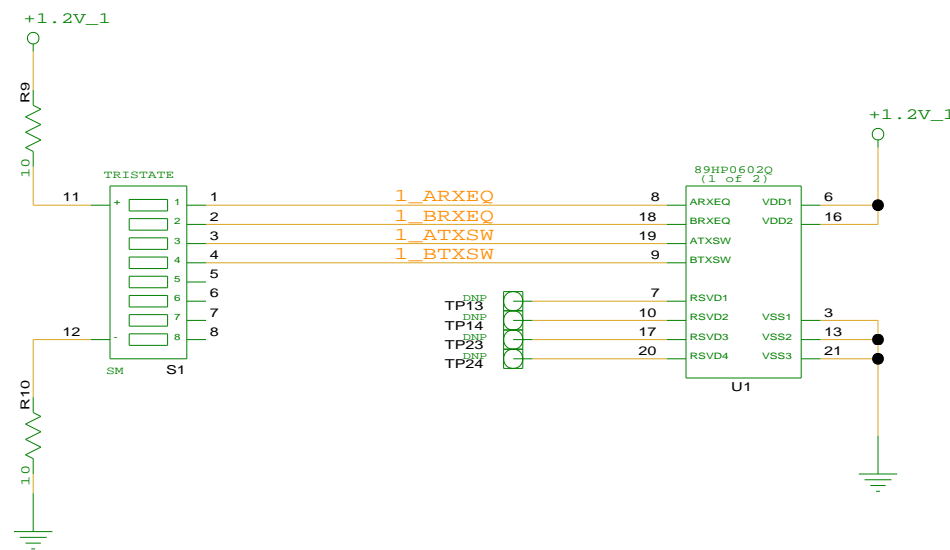 +1.2V_1
R9
10
TRISTATE
11
+
1
2
3
4
5
6
7
8
1
2
3
4
5
6
7
8
12
-
SM
S1
R10
10
1_ARXEQ
1_BRXEQ
1_ATXSW
1_BTXSW
DNP
TP13
DNP
TP14
DNP
TP23
DNP
TP24
8
18
19
9
7
10
17
20
89HP0602Q
(1 of 2)
ARXEQ
BRXEQ
ATXSW
BTXSW
RSVD1
RSVD2
RSVD3
RSVD4
VDD1
VDD2
VSS1
VSS2
VSS3
6
16
3
13
21
U1
+1.2V_1